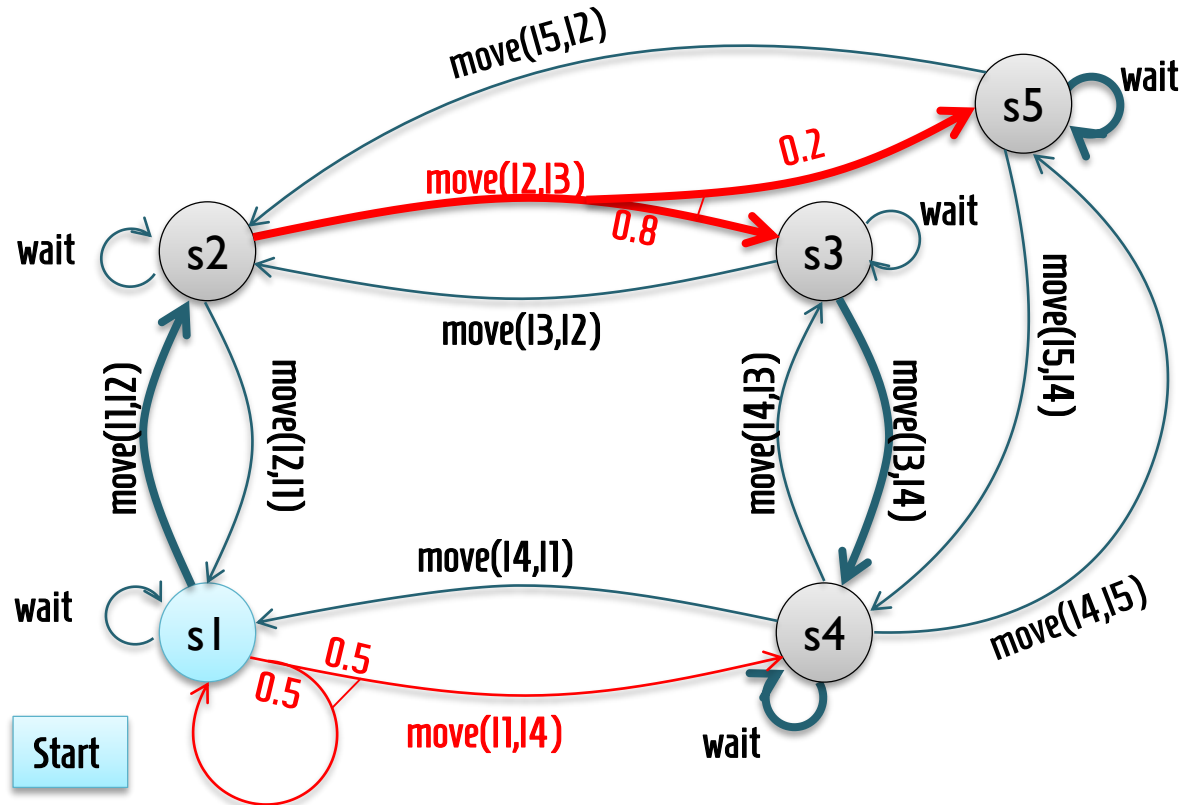 move(l5,l2)
wait
s5
0.2
move(l2,l3)
0.8
wait
wait
s2
s3
move(l3,l2)
move(l5,l4)
move(l1,l2)
move(l2,l1)
move(l4,l3)
move(l3,l4)
move(l4,l1)
wait
s1
s4
move(l4,l5)
0.5
0.5
move(l1,l4)
wait
Start